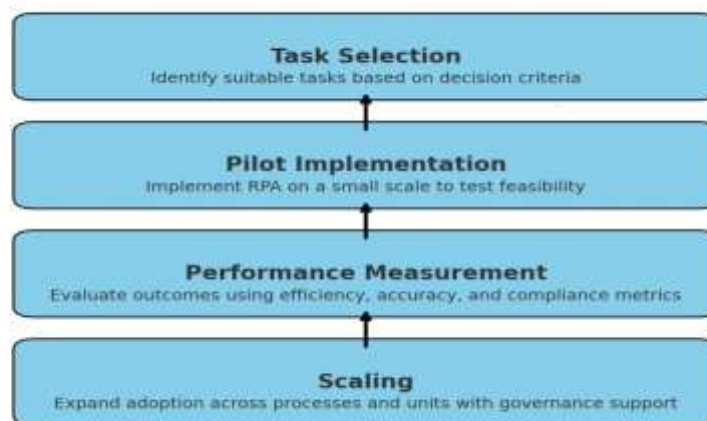 Task Selection
Identify suitable tasks based on decision criteria
Pilot Implementation
Implement RPA on a small scale to test feasibility
Performance Measurement
Evaluate outcomes using efficiency, accuracy, and compliance metrics
Scaling
Expand adoption across processes and units with governance support